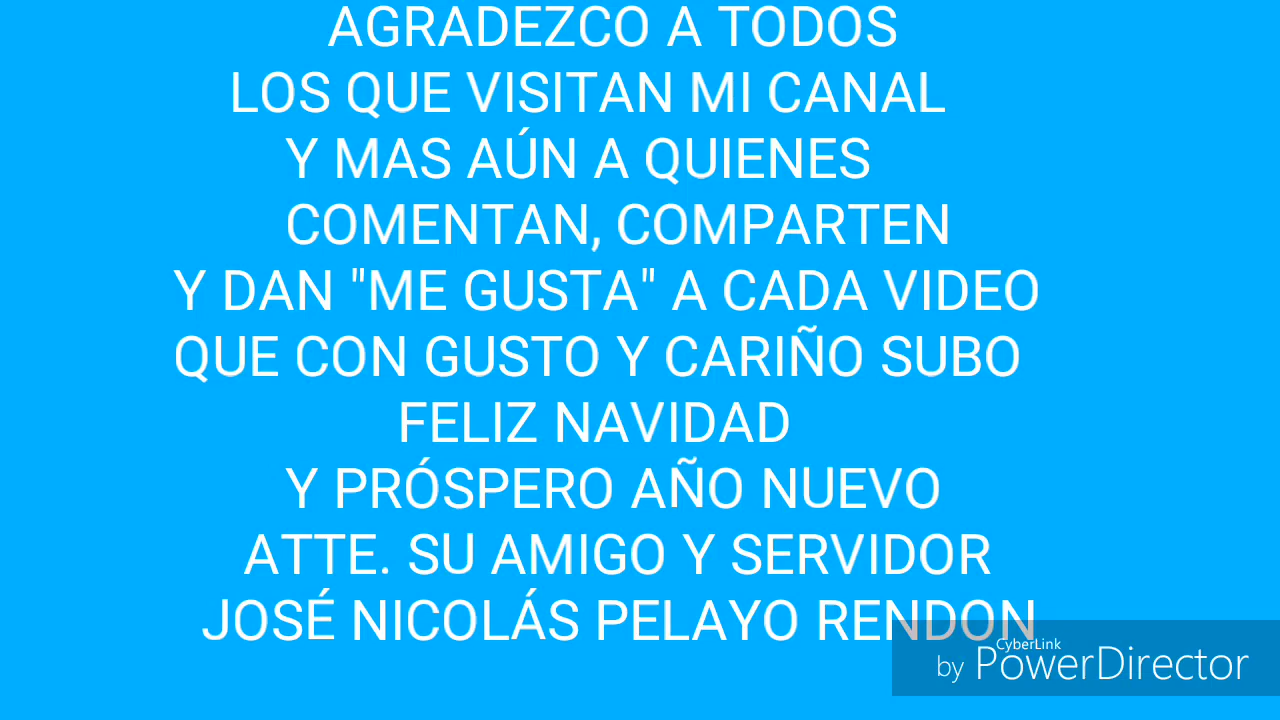 AGRADEZCO A TODOS
LOS QUE VISITAN MI CANAL
Y MAS AÚN A QUIENES
COMENTAN, COMPARTEN
Y DAN "ME GUSTA" A CADA VIDEO
QUE CON GUSTO Y CARIÑO SUBO
FELIZ NAVIDAD
Y PRÓSPERO AÑO NUEVO
ATTE. SU AMIGO Y SERVIDOR
JOSÉ NICOLÁS PELAYO RENDON
CyberLink
by PowerDirector